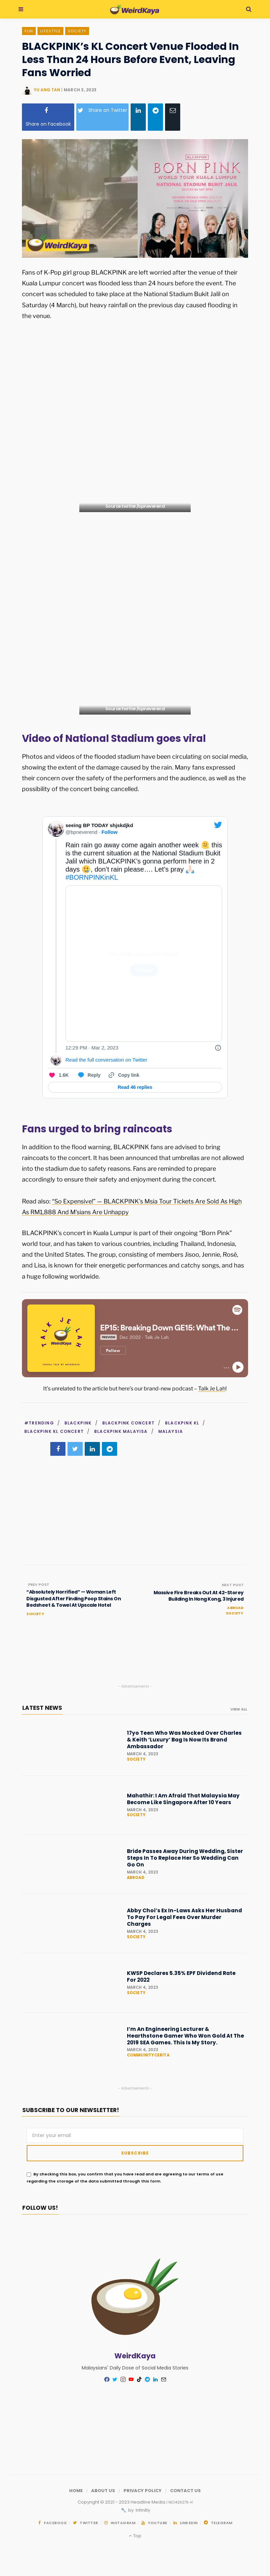 WeirdKaya
FUN LIFESTYLE SOCIETY
BLACKPINK's KL Concert Venue Flooded In
Less Than 24 Hours Before Event, Leaving
Fans Worried
FU ANG TAN | MARCH 3, 2023
Share on Facebook
Share on Twitter
WeirdKaya
BLACKPINK
BORN PINK
WORLD TOUR KUALA LUMPUR
NATIONAL STADIUM BUKIT JALIL
Fans of K-Pop girl group BLACKPINK are left worried after the venue of their
Kuala Lumpur concert was flooded less than 24 hours before the event. The
concert was scheduled to take place at the National Stadium Bukit Jalil on
Saturday (4 March), but heavy rainfall on the previous day caused flooding in
the venue.
Source:Twitter/bpneverend
Source:Twitter/bpneverend
Video of National Stadium goes viral
Photos and videos of the flooded stadium have been circulating on social media,
showing the extent of the damage caused by the rain. Many fans expressed
their concern over the safety of performers and the audience, as well as the
possibility of the concert being cancelled.
seeing BP TODAY shjskdjkd
@bpneverend · Follow
Rain rain go away come again another week 🫠 this
is the current situation at the National Stadium Bukit
Jalil which BLACKPINK's gonna perform here in 2
days 🥲, don't rain please…. Let's pray 🙏🏻
#BORNPINKinKL
12:29 PM · Mar 2, 2023
Read the full conversation on Twitter
1.6K Reply Copy link
Read 46 replies
Fans urged to bring raincoats
In addition to the flood warning, BLACKPINK fans are advised to bring
raincoats to the concert. It has been announced that umbrellas are not allowed
into the stadium due to safety reasons, and fans should prepare themselves
accordingly to avoid getting drenched during the event.
Read also: "So Expensive!" — BLACKPINK's Msia Tour Tickets Are Sold As High
As RM1,888 And M'sians Are Unhappy
BLACKPINK's concert in Kuala Lumpur is part of their ongoing "Born Pink"
world tour, and has taken to various countries, including Thailand, Indonesia,
and the United States. The group, consisting of members Jisoo, Jennie, Rosé,
and Lisa, is known for their energetic performances and catchy songs, and they
have a huge following worldwide.
TALK JE LAH
EP15: Breaking Down GE15: What The ...
PREVIEW Dec 2022 · Talk Je Lah
Follow
It's unrelated to the article but here's our brand-new podcast – Talk Je Lah!
#TRENDING / BLACKPINK / BLACKPINK CONCERT / BLACKPINK KL /
BLACKPINK KL CONCERT / BLACKPINK MALAYISA / MALAYSIA
PREV POST
"Absolutely Horrified" — Woman Left
Disgusted After Finding Poop Stains On
Bedsheet & Towel At Upscale Hotel
SOCIETY
NEXT POST
Massive Fire Breaks Out At 42-Storey
Building In Hong Kong, 3 Injured
ABROAD
SOCIETY
- Advertisements -
LATEST NEWS
VIEW ALL
17yo Teen Who Was Mocked Over Charles
& Keith 'Luxury' Bag Is Now Its Brand
Ambassador
MARCH 4, 2023
SOCIETY
Mahathir: I Am Afraid That Malaysia May
Become Like Singapore After 10 Years
MARCH 4, 2023
SOCIETY
Bride Passes Away During Wedding, Sister
Steps In To Replace Her So Wedding Can
Go On
MARCH 4, 2023
ABROAD
Abby Choi's Ex In-Laws Asks Her Husband
To Pay For Legal Fees Over Murder
Charges
MARCH 4, 2023
SOCIETY
KWSP Declares 5.35% EPF Dividend Rate
For 2022
MARCH 4, 2023
SOCIETY
I'm An Engineering Lecturer &
Hearthstone Gamer Who Won Gold At The
2019 SEA Games. This Is My Story.
MARCH 4, 2023
COMMUNITYCERITA
- Advertisements -
SUBSCRIBE TO OUR NEWSLETTER!
Enter your email
SUBSCRIBE
By checking this box, you confirm that you have read and are agreeing to our terms of use
regarding the storage of the data submitted through this form.
FOLLOW US!
WeirdKaya
Malaysians' Daily Dose of Social Media Stories
HOME / ABOUT US / PRIVACY POLICY / CONTACT US
by Infinity
FACEBOOK TWITTER INSTAGRAM YOUTUBE LINKEDIN TELEGRAM
Top